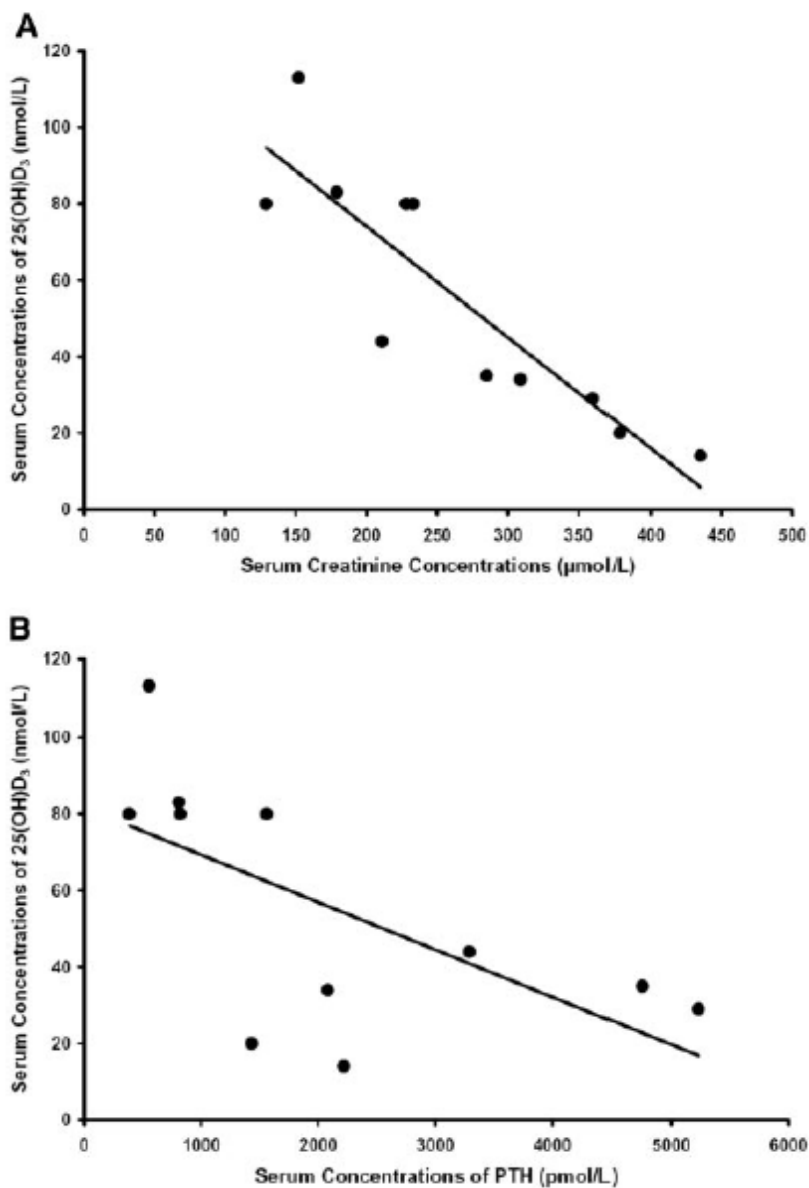 A
Serum Concentrations of 25(OH)D₃ (nmol/L)
120
100
80
60
40
20
0
0 50 100 150 200 250 300 350 400 450 500
Serum Creatinine Concentrations (µmol/L)
B
Serum Concentrations of 25(OH)D₃ (nmol/L)
120
100
80
60
40
20
0
0 1000 2000 3000 4000 5000 6000
Serum Concentrations of PTH (pmol/L)